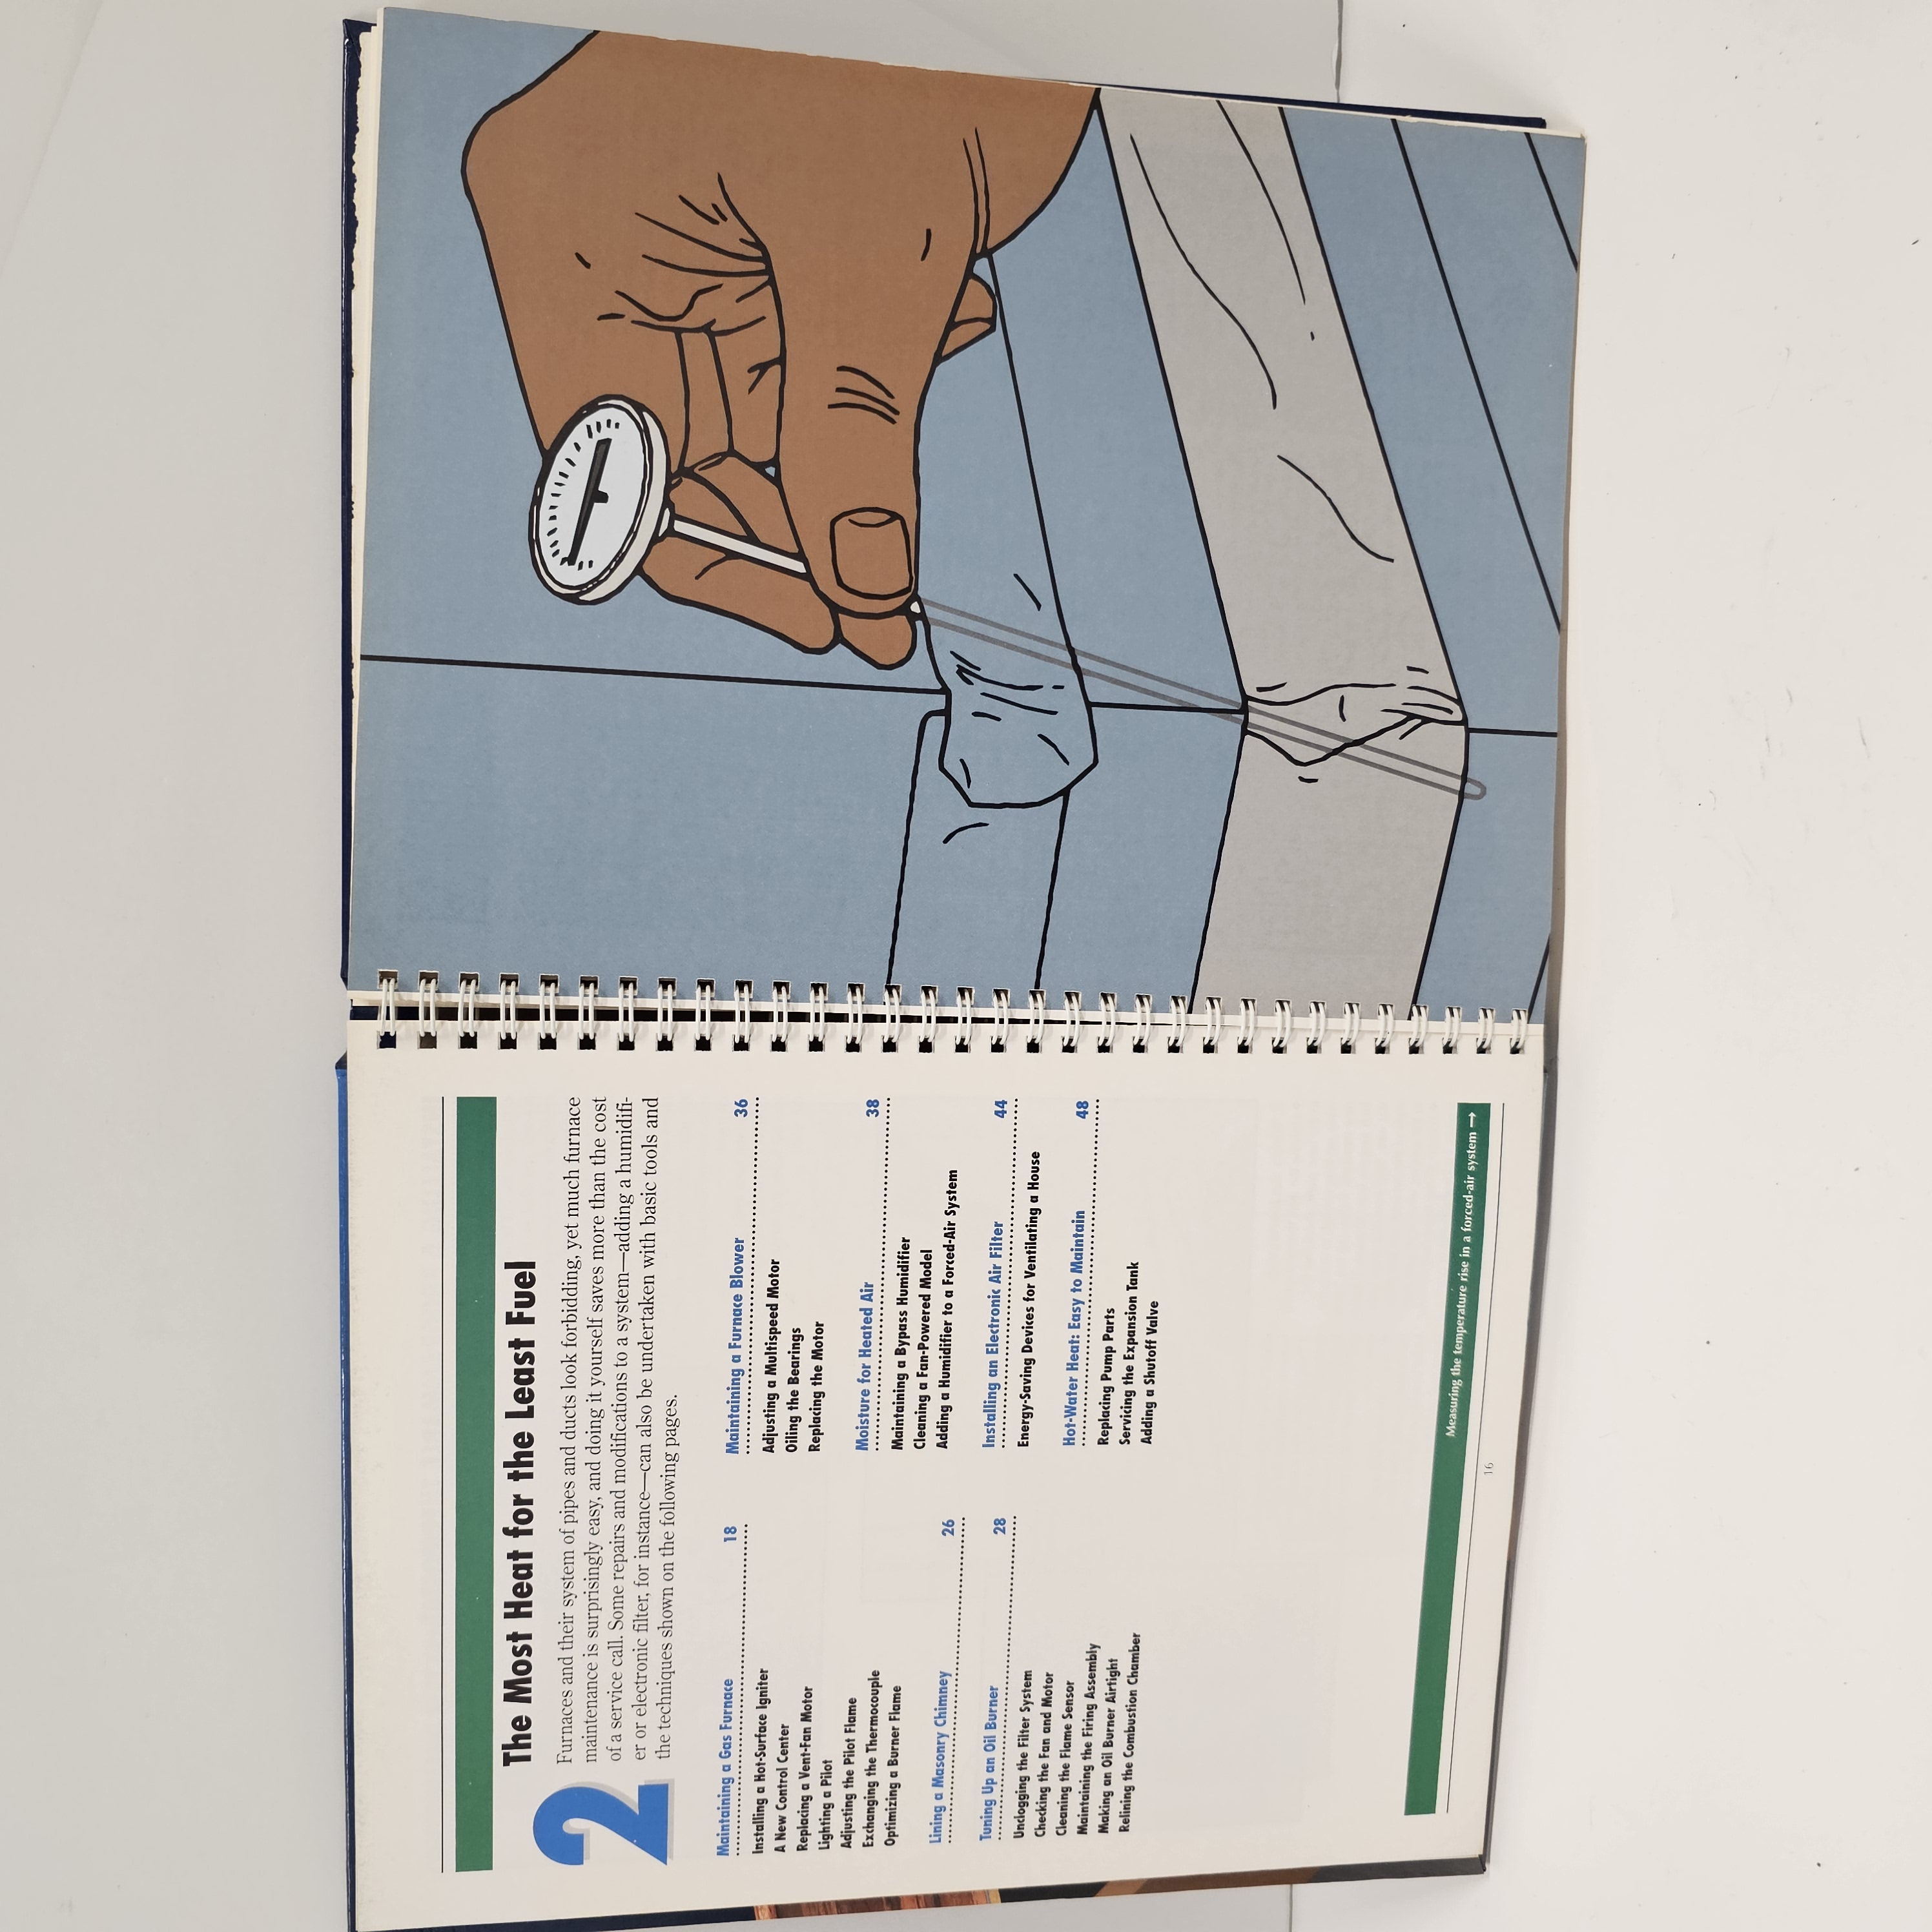 The Most Heat for the Least Fuel
2
Furnaces and their system of pipes and ducts look forbidding, yet much furnace
maintenance is surprisingly easy, and doing it yourself saves more than the cost
of a service call. Some repairs and modifications to a system—adding a humidifi-
er or electronic filter, for instance—can also be undertaken with basic tools and
the techniques shown on the following pages.
Maintaining a Gas Furnace 18
Installing a Hot-Surface Igniter
A New Control Center
Replacing a Vent-Fan Motor
Lighting a Pilot
Adjusting the Pilot Flame
Exchanging the Thermocouple
Optimizing a Burner Flame
Lining a Masonry Chimney 26
Tuning Up an Oil Burner 28
Unclogging the Filter System
Checking the Fan and Motor
Cleaning the Flame Sensor
Maintaining the Firing Assembly
Making an Oil Burner Airtight
Relining the Combustion Chamber
Maintaining a Furnace Blower 36
Adjusting a Multispeed Motor
Oiling the Bearings
Replacing the Motor
Moisture for Heated Air 38
Maintaining a Bypass Humidifier
Cleaning a Fan-Powered Model
Adding a Humidifier to a Forced-Air System
Installing an Electronic Air Filter 44
Energy-Saving Devices for Ventilating a House
Hot-Water Heat: Easy to Maintain 48
Replacing Pump Parts
Servicing the Expansion Tank
Adding a Shutoff Valve
Measuring the temperature rise in a forced-air system →
16